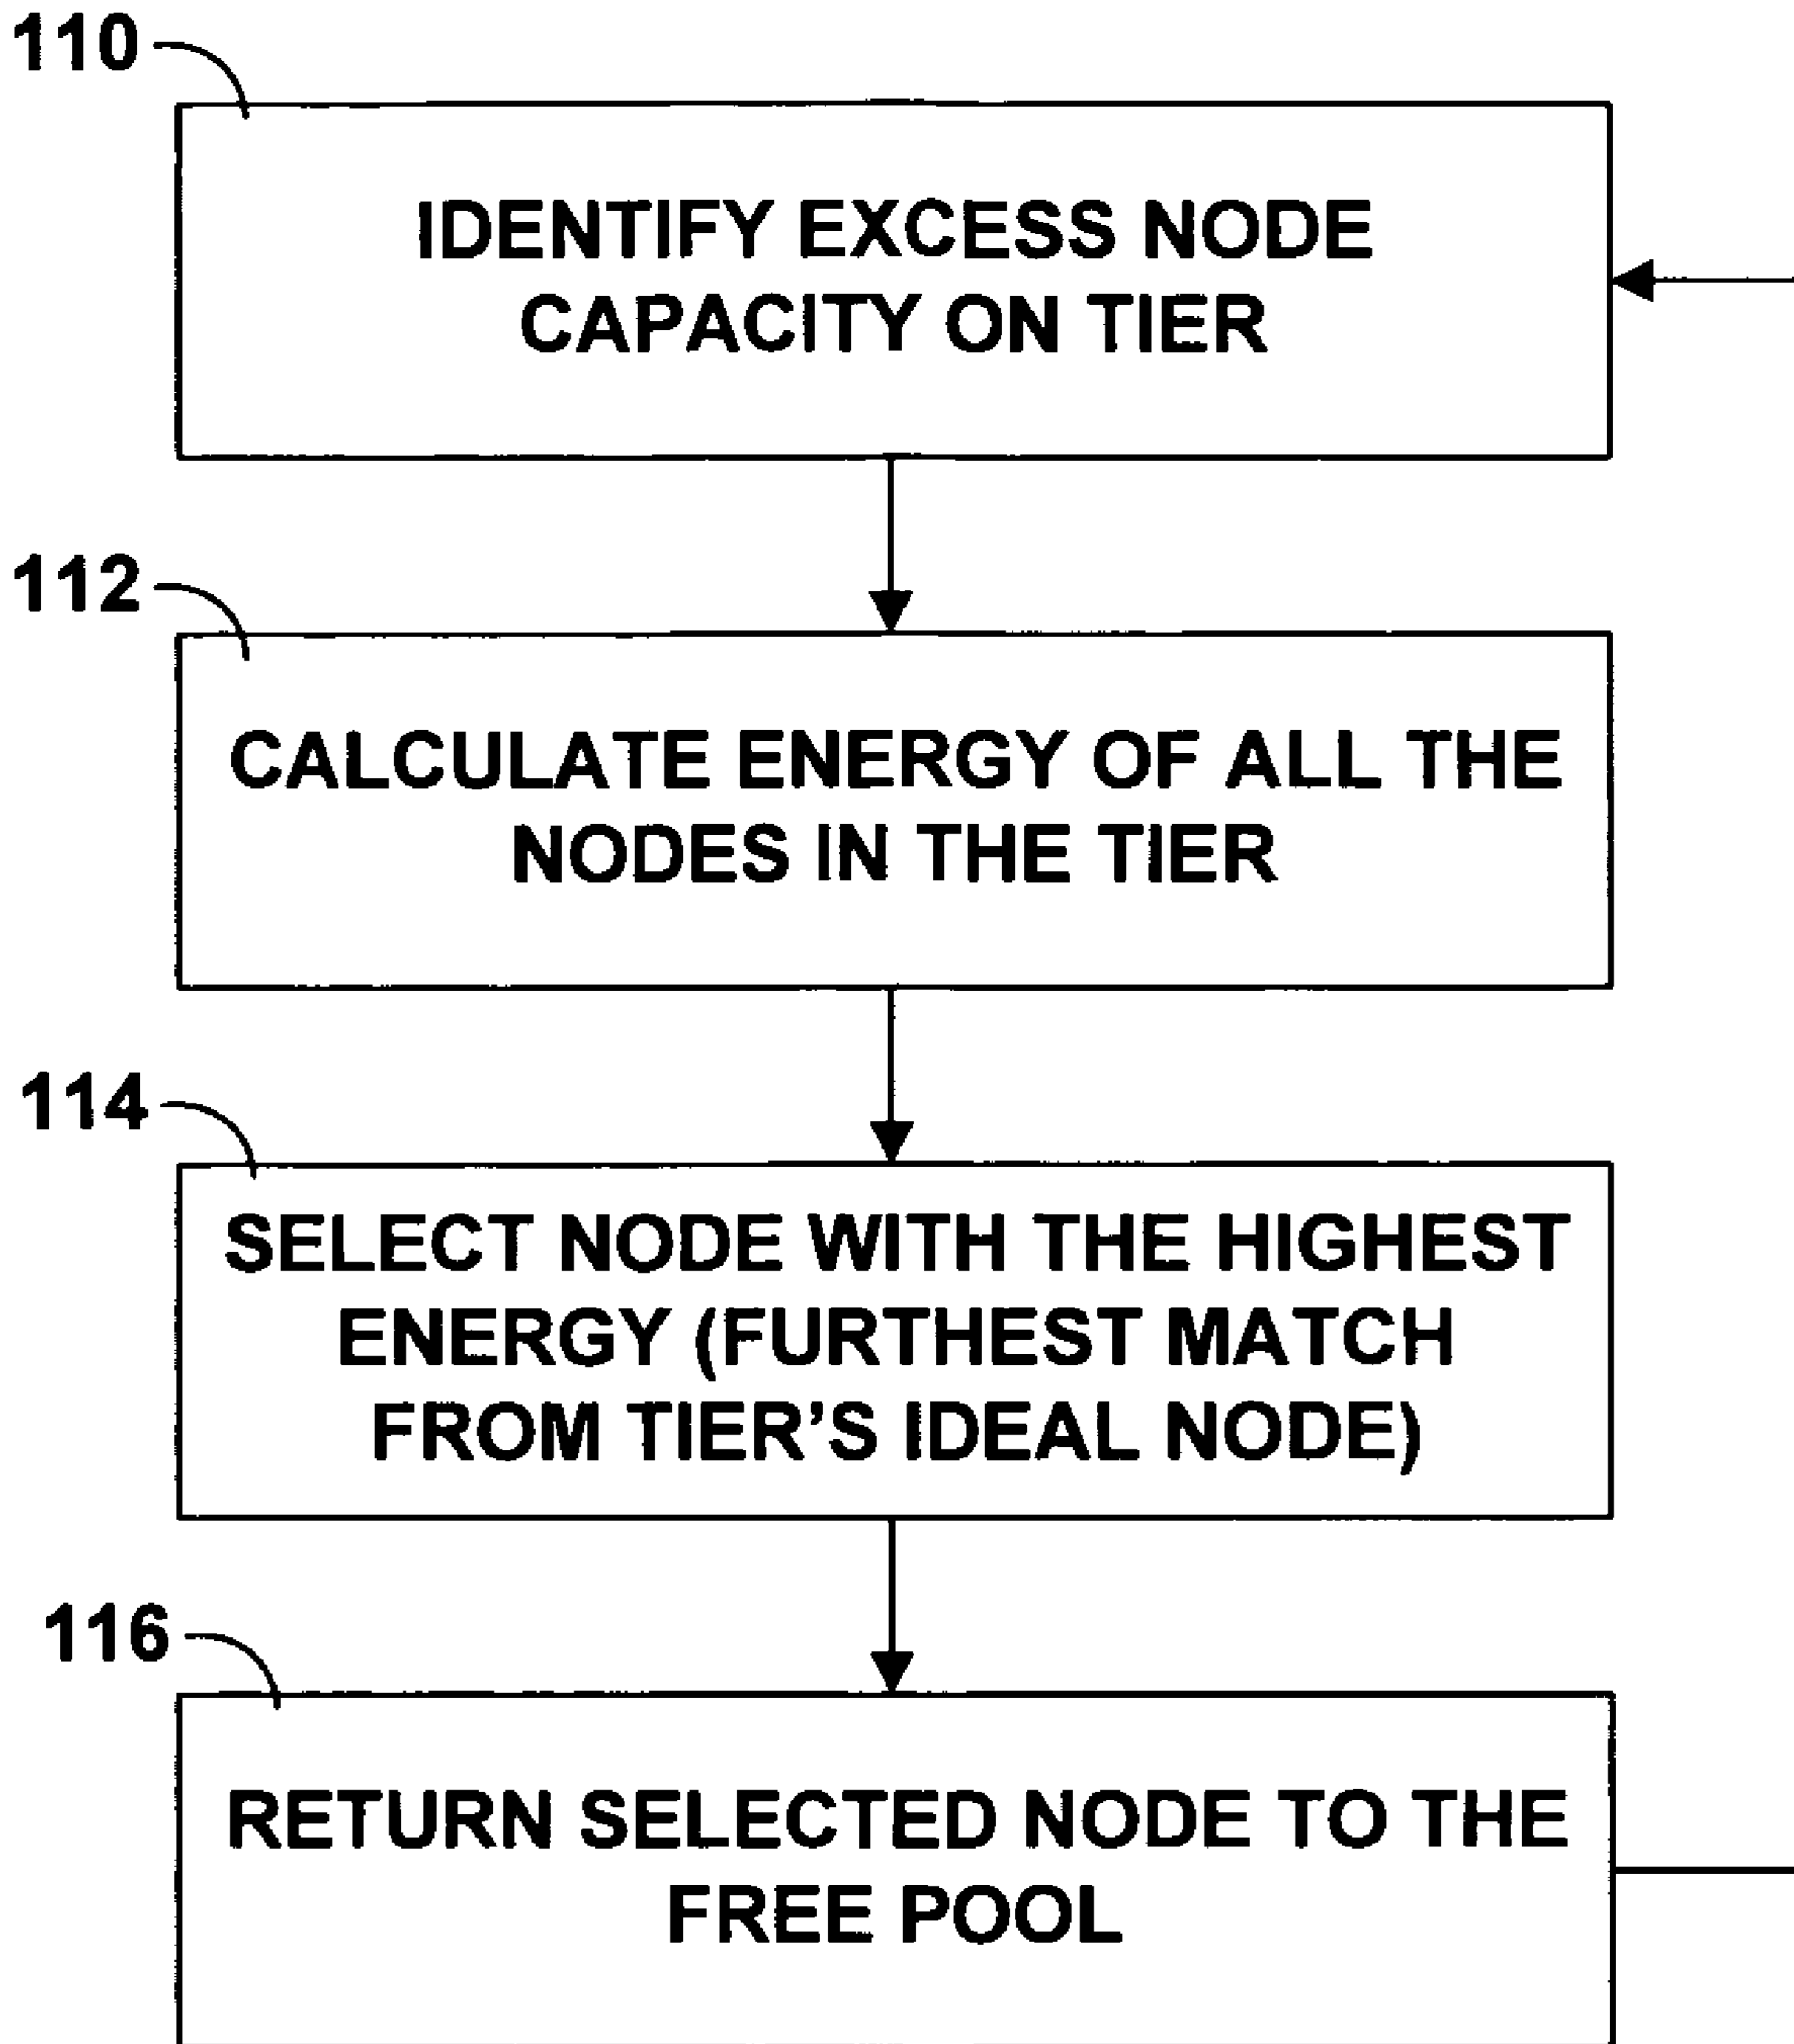 110
IDENTIFY EXCESS NODE
CAPACITY ON TIER
112
CALCULATE ENERGY OF ALL THE
NODES IN THE TIER
114
SELECT NODE WITH THE HIGHEST
ENERGY (FURTHEST MATCH
FROM TIER'S IDEAL NODE)
116
RETURN SELECTED NODE TO THE
FREE POOL